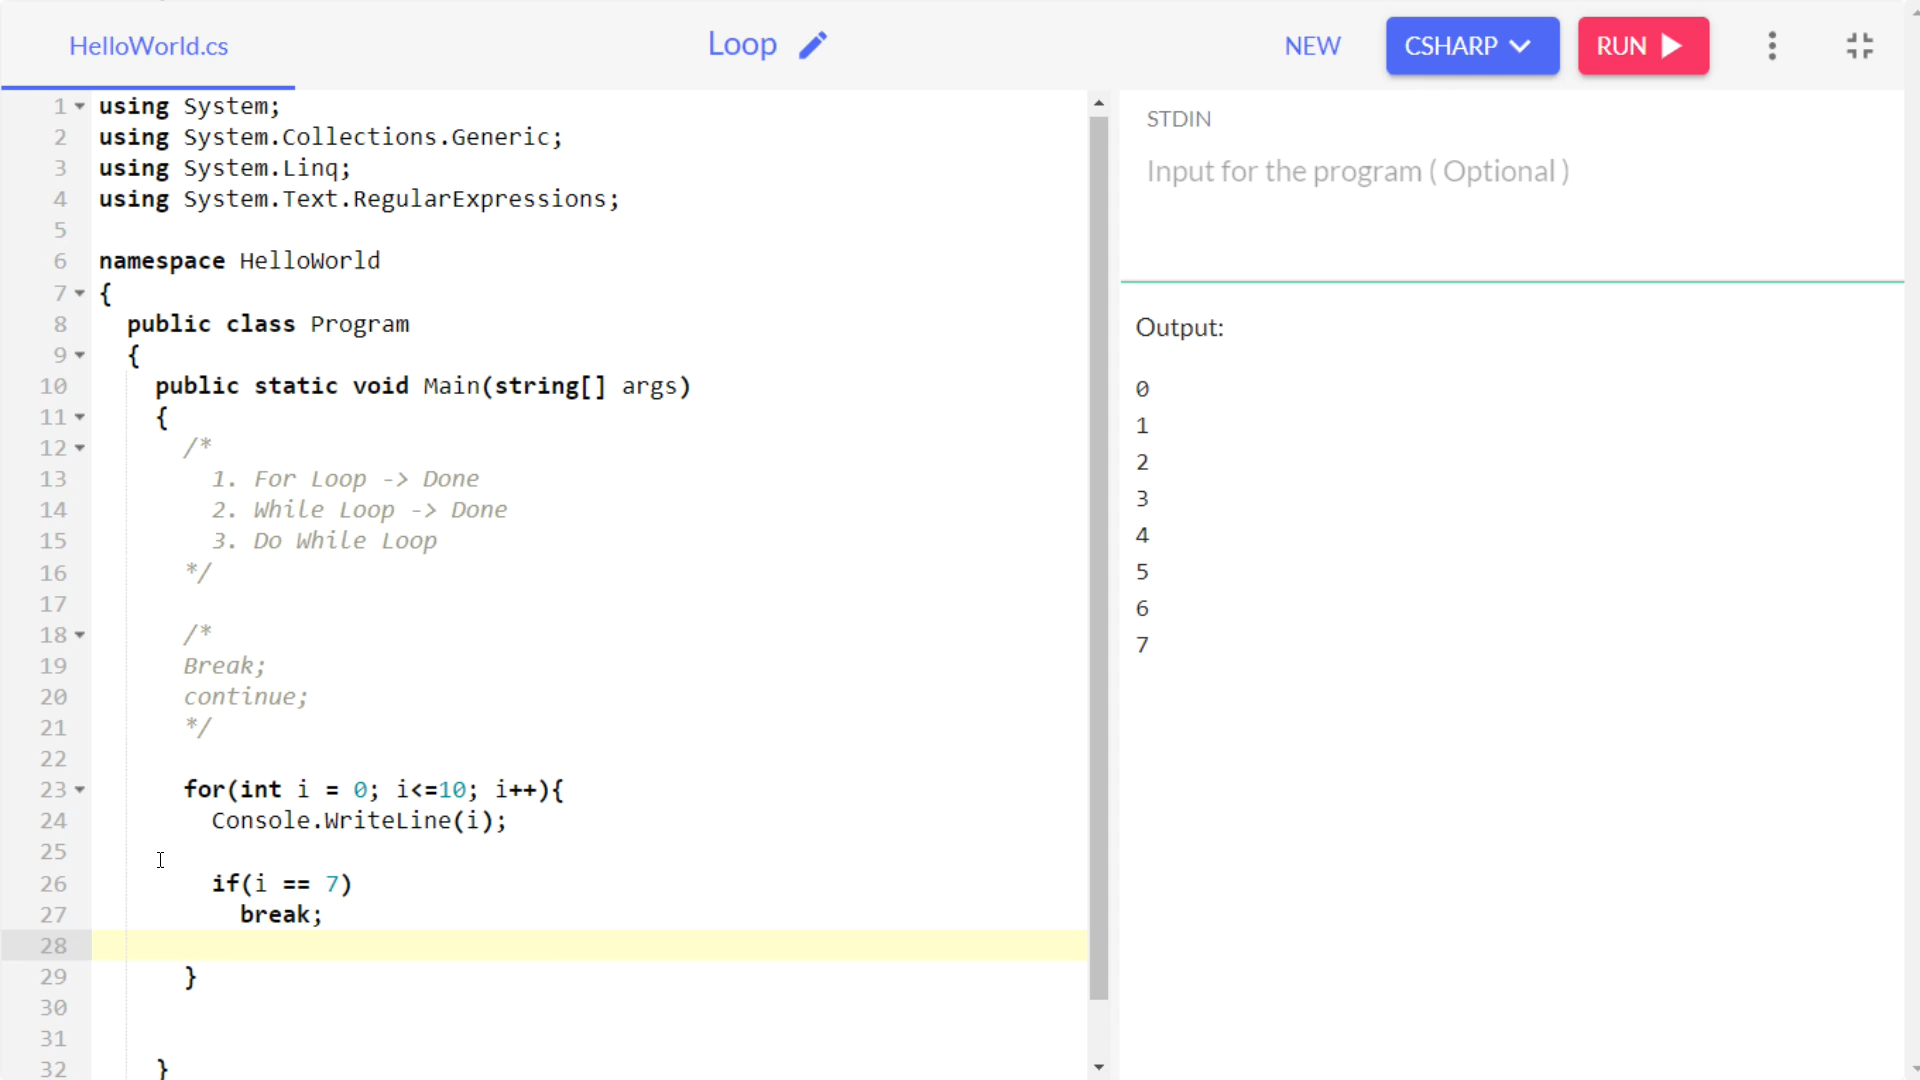 HelloWorld.cs
Loop
NEW
CSHARP
RUN
1 using System;
2 using System.Collections.Generic;
3 using System.Linq;
4 using System.Text.RegularExpressions;
5
6 namespace HelloWorld
7 {
8 public class Program
9 {
10 public static void Main(string[] args)
11 {
12 /*
13 1. For Loop -> Done
14 2. While Loop -> Done
15 3. Do While Loop
16 */
17
18 /*
19 Break;
20 continue;
21 */
22
23 for(int i = 0; i<=10; i++){
24 Console.WriteLine(i);
25
26 if(i == 7)
27 break;
28
29 }
30
31
32 }
STDIN
Input for the program ( Optional )
Output:
0
1
2
3
4
5
6
7